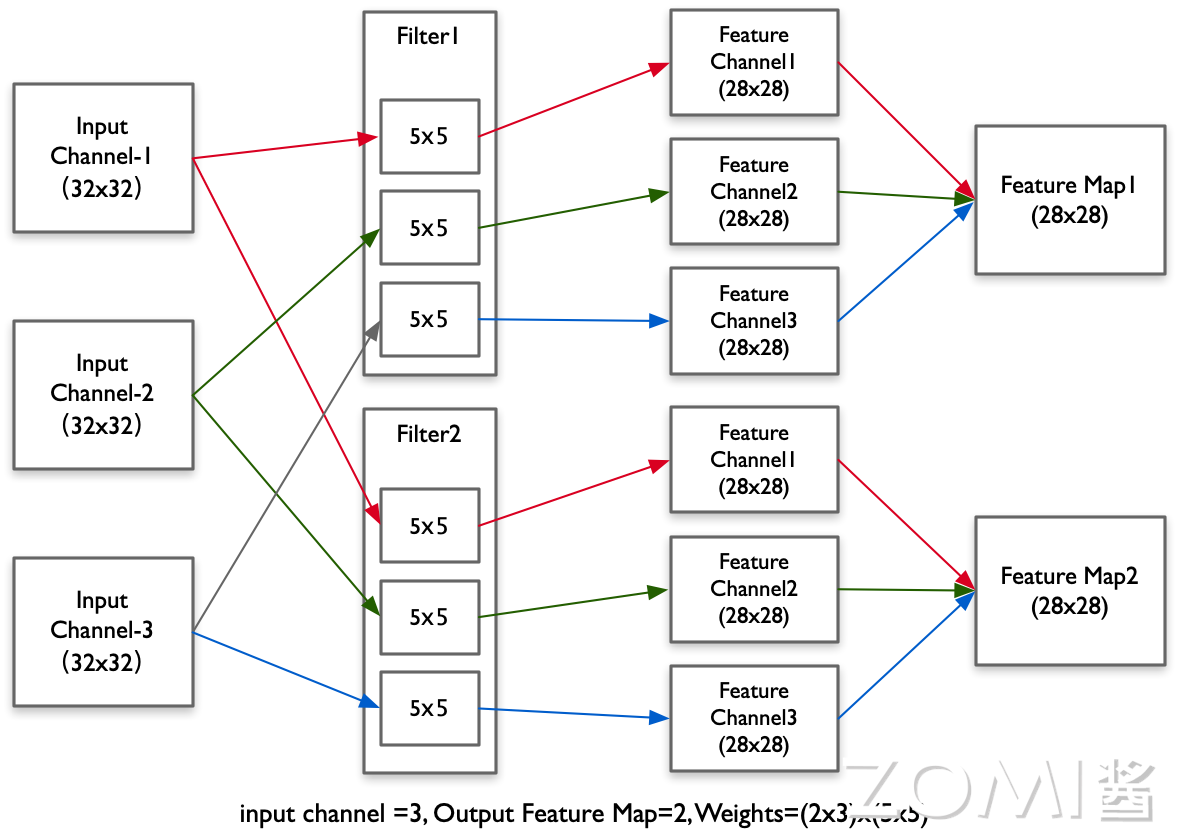 Input
Channel-1
（32x32）
Input
Channel-2
（32x32）
Input
Channel-3
（32x32）
Filter1
5x5
5x5
5x5
Filter2
5x5
5x5
5x5
Feature
Channel1
(28x28)
Feature
Channel2
(28x28)
Feature
Channel3
(28x28)
Feature
Channel1
(28x28)
Feature
Channel2
(28x28)
Feature
Channel3
(28x28)
Feature Map1
(28x28)
Feature Map2
(28x28)
input channel =3, Output Feature Map=2, Weights=(2x3)x(5x5)
ZOMI酱